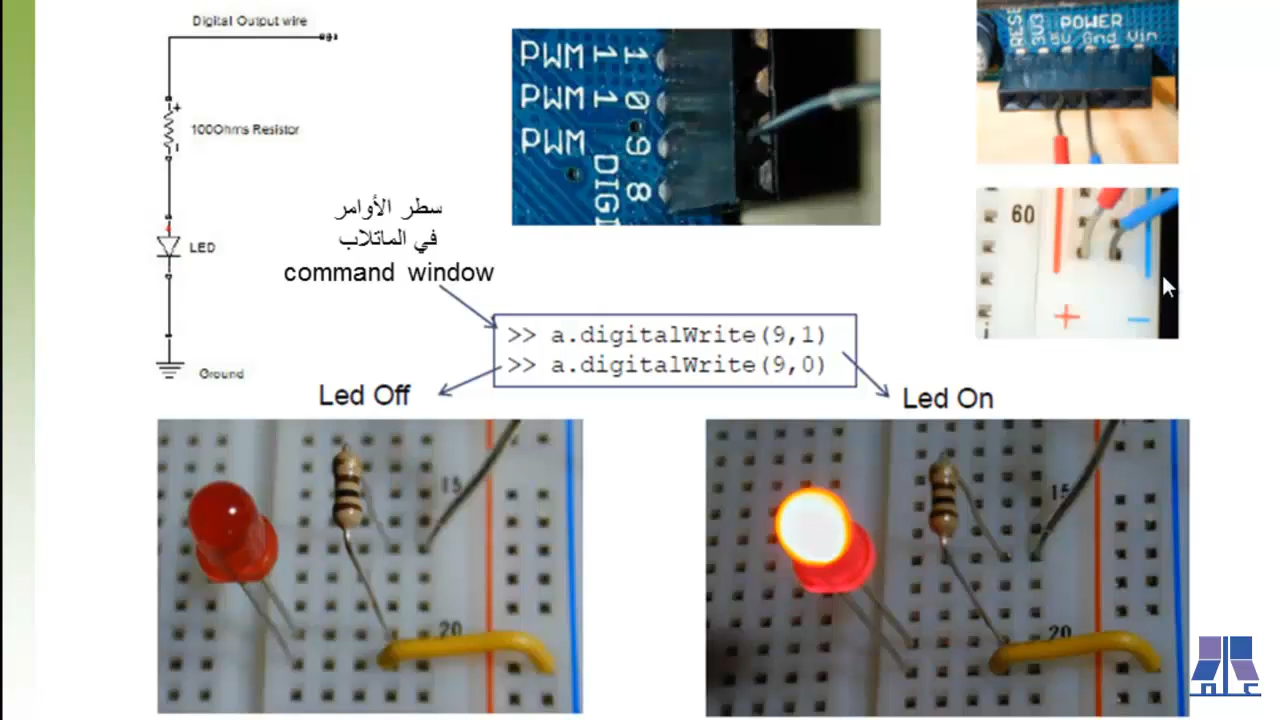 Digital Output wire
100Ohms Resistor
LED
Ground
PWM 11
PWM 10
PWM 9
8
DIGI
RESE
3V3
POWER
5V Gnd Vin
60
+
−
سطر الأوامر
في الماتلاب
command window
>> a.digitalWrite(9,1)
>> a.digitalWrite(9,0)
Led Off
Led On
15
20
15
20
علم